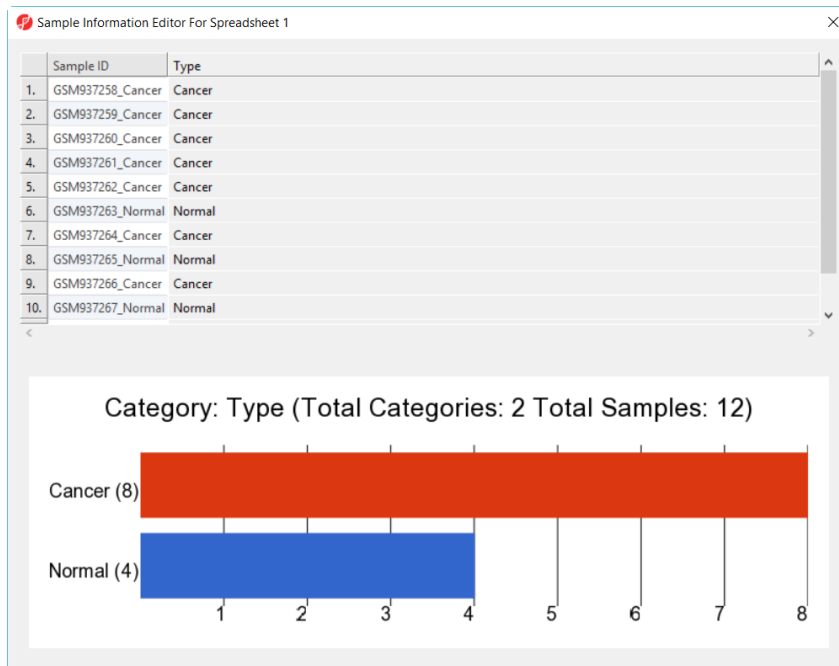 Sample Information Editor For Spreadsheet 1
Sample ID Type
1. GSM937258_Cancer Cancer
2. GSM937259_Cancer Cancer
3. GSM937260_Cancer Cancer
4. GSM937261_Cancer Cancer
5. GSM937262_Cancer Cancer
6. GSM937263_Normal Normal
7. GSM937264_Cancer Cancer
8. GSM937265_Normal Normal
9. GSM937266_Cancer Cancer
10. GSM937267_Normal Normal
Category: Type (Total Categories: 2 Total Samples: 12)
Cancer (8)
Normal (4)
1 2 3 4 5 6 7 8